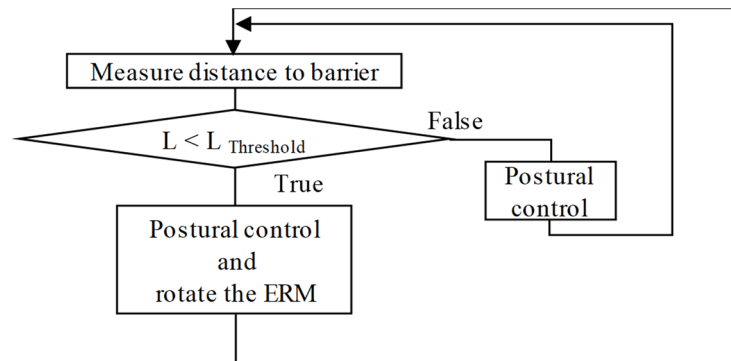 Measure distance to barrier
L < L Threshold
False
True
Postural
control
Postural control
and
rotate the ERM